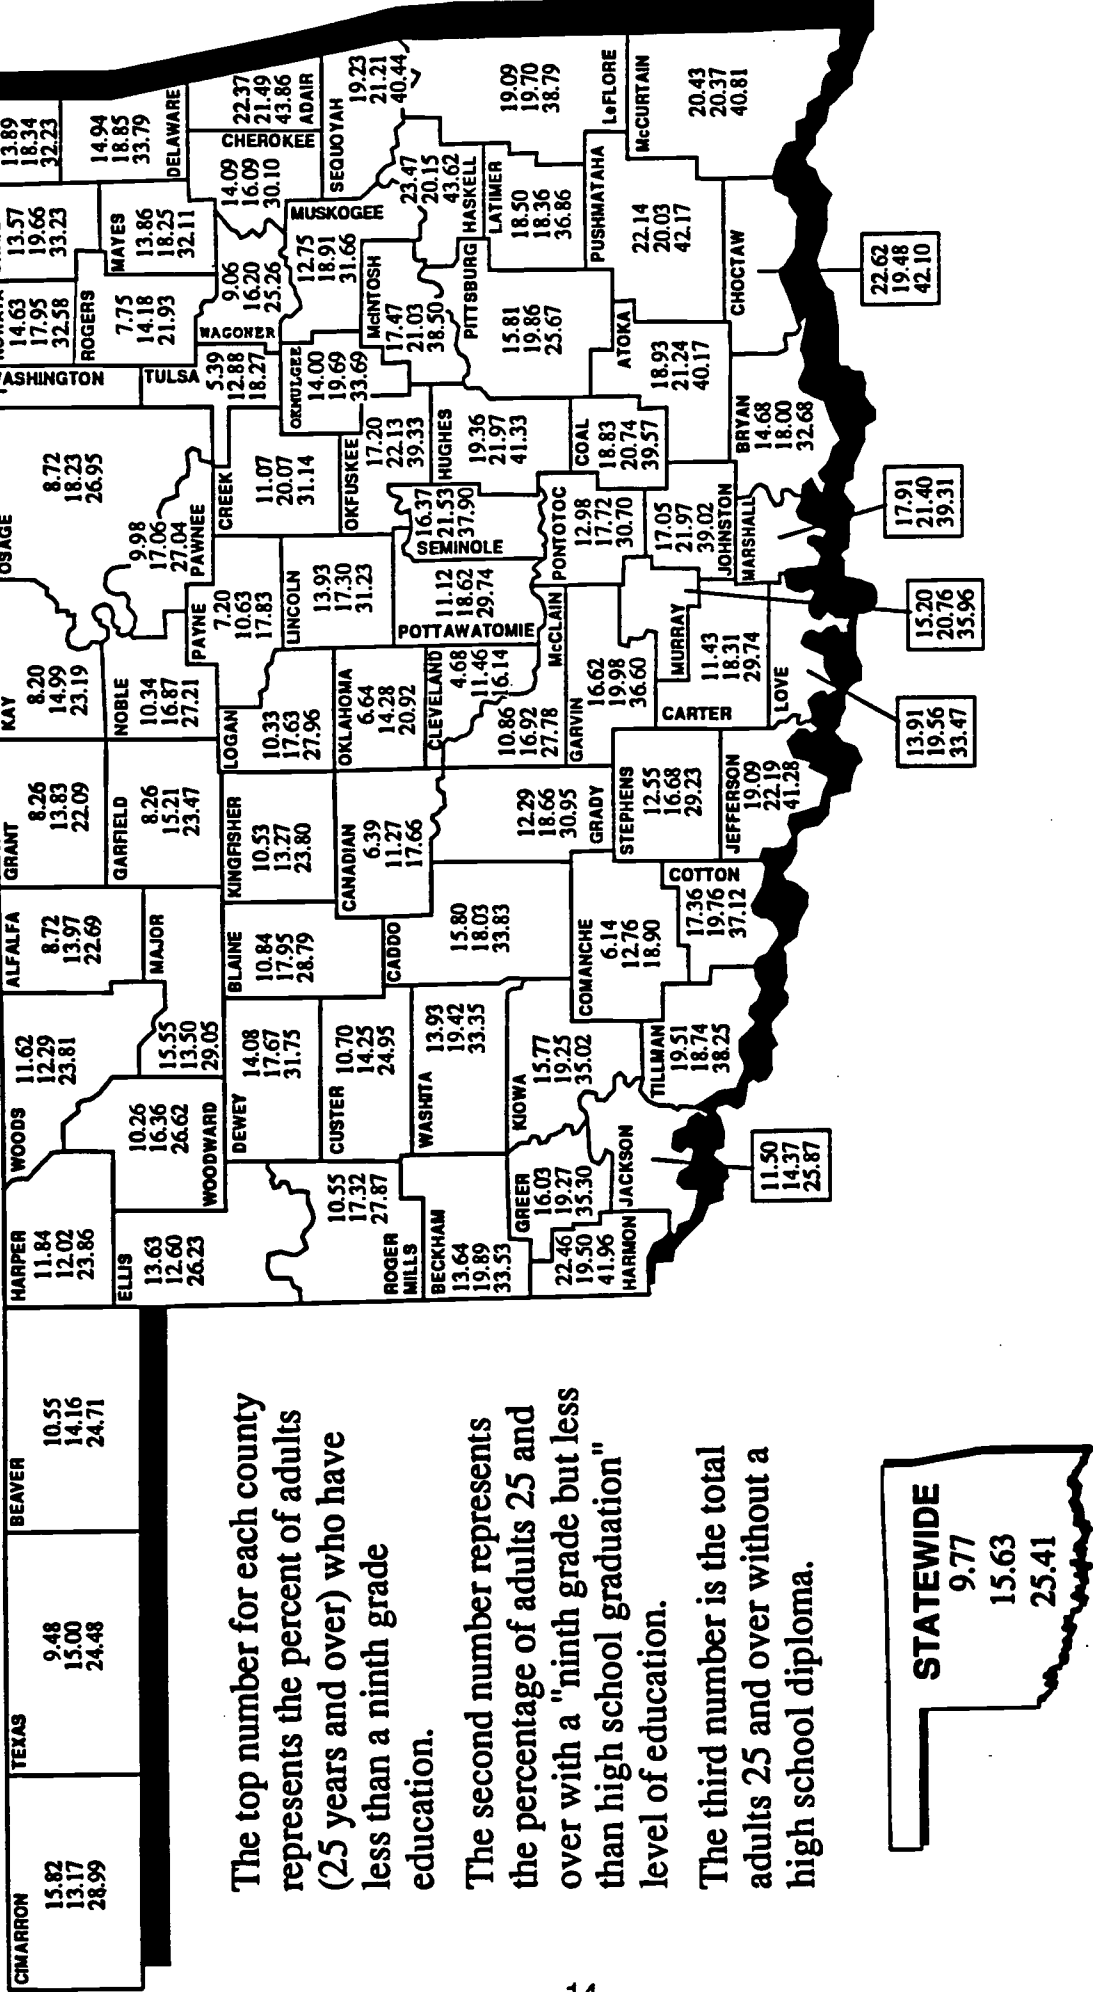 CIMARRON
15.82
13.17
28.99
TEXAS
9.48
15.00
24.48
BEAVER
10.55
14.16
24.71
HARPER
11.84
12.02
23.86
WOODS
11.62
12.29
23.81
ALFALFA
8.72
13.97
22.69
GRANT
8.26
13.83
22.09
KAY
8.20
14.99
23.19
OSAGE
8.72
18.23
26.95
ASHINGTON
14.63
17.95
32.58
13.57
19.66
33.23
13.89
18.34
32.23
ELLIS
13.63
12.60
26.23
10.26
16.36
26.62
WOODWARD
MAJOR
15.55
13.50
29.05
GARFIELD
8.26
15.21
23.47
NOBLE
10.34
16.87
27.21
9.98
17.06
27.04
PAWNEE
ROGERS
7.75
14.18
21.93
MAYES
13.86
18.25
32.11
14.94
18.85
33.79
DELAWARE
DEWEY
14.08
17.67
31.75
BLAINE
10.84
17.95
28.79
KINGFISHER
10.53
13.27
23.80
LOGAN
10.33
17.63
27.96
PAYNE
7.20
10.63
17.83
CREEK
11.07
20.07
31.14
TULSA
5.39
12.88
18.27
WAGONER
9.06
16.20
25.26
CHEROKEE
14.09
16.09
30.10
22.37
21.49
43.86
ADAIR
ROGER
MILLS
10.55
17.32
27.87
CUSTER
10.70
14.25
24.95
CANADIAN
6.39
11.27
17.66
OKLAHOMA
6.64
14.28
20.92
LINCOLN
13.93
17.30
31.23
OKFUSKEE
17.20
22.13
39.33
OKMULGEE
14.00
19.69
33.69
MUSKOGEE
12.75
18.91
31.66
SEQUOYAH
19.23
21.21
40.44
BECKHAM
13.64
19.89
33.53
WASHITA
13.93
19.42
33.35
CADDO
15.80
18.03
33.83
GRADY
12.29
18.66
30.95
CLEVELAND
4.68
11.46
16.14
McCLAIN
10.86
16.92
27.78
POTTAWATOMIE
11.12
18.62
29.74
SEMINOLE
16.37
21.53
37.90
HUGHES
19.36
21.97
41.33
McINTOSH
17.47
21.03
38.50
HASKELL
23.47
20.15
43.62
PITTSBURG
15.81
19.86
25.67
LATIMER
18.50
18.36
36.86
LeFLORE
19.09
19.70
38.79
GREER
16.03
19.27
35.30
KIOWA
15.77
19.25
35.02
COMANCHE
6.14
12.76
18.90
STEPHENS
12.55
16.68
29.23
GARVIN
16.62
19.98
36.60
PONTOTOC
12.98
17.72
30.70
COAL
18.83
20.74
39.57
ATOKA
18.93
21.24
40.17
PUSHMATAHA
22.14
20.03
42.17
McCURTAIN
20.43
20.37
40.81
HARMON
22.46
19.50
41.96
JACKSON
11.50
14.37
25.87
TILLMAN
19.51
18.74
38.25
COTTON
17.36
19.76
37.12
JEFFERSON
19.09
22.19
41.28
CARTER
11.43
18.31
29.74
MURRAY
15.20
20.76
35.96
LOVE
13.91
19.56
33.47
JOHNSTON
17.05
21.97
39.02
MARSHALL
17.91
21.40
39.31
BRYAN
14.68
18.00
32.68
CHOCTAW
22.62
19.48
42.10
The top number for each county
represents the percent of adults
(25 years and over) who have
less than a ninth grade
education.
The second number represents
the percentage of adults 25 and
over with a "ninth grade but less
than high school graduation"
level of education.
The third number is the total
adults 25 and over without a
high school diploma.
STATEWIDE
9.77
15.63
25.41
14